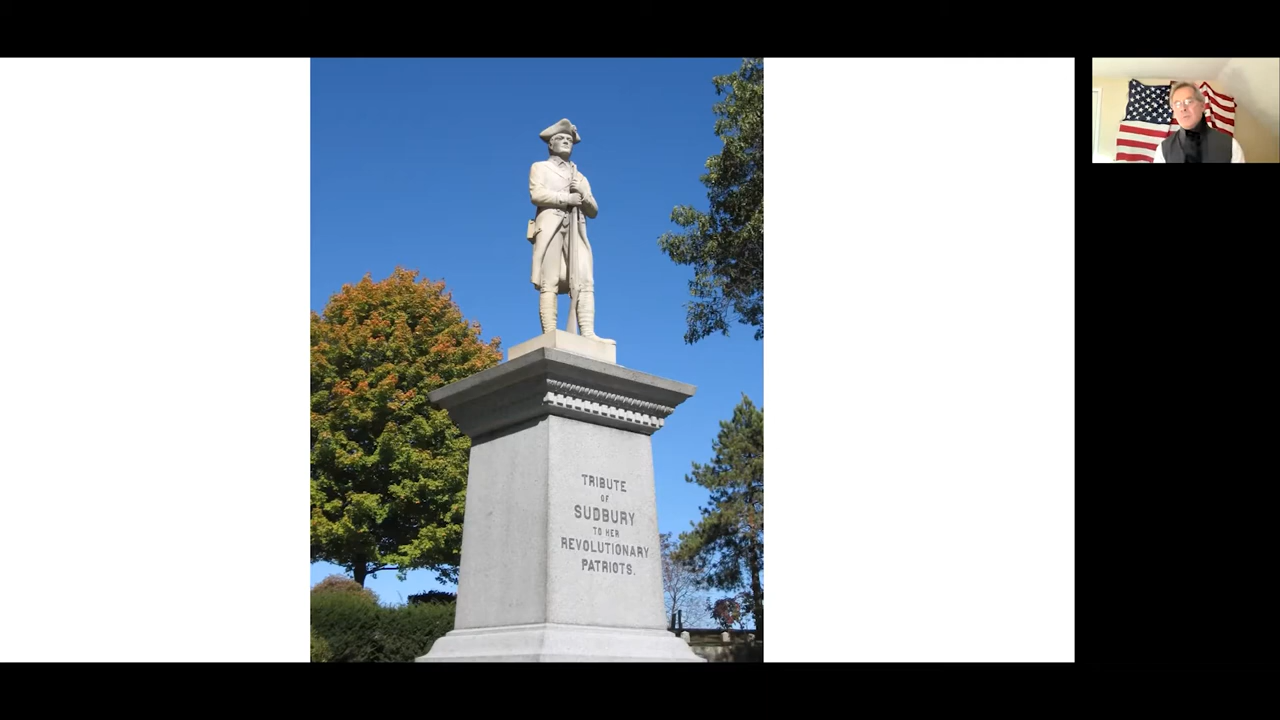 TRIBUTE
OF
SUDBURY
TO HER
REVOLUTIONARY
PATRIOTS.